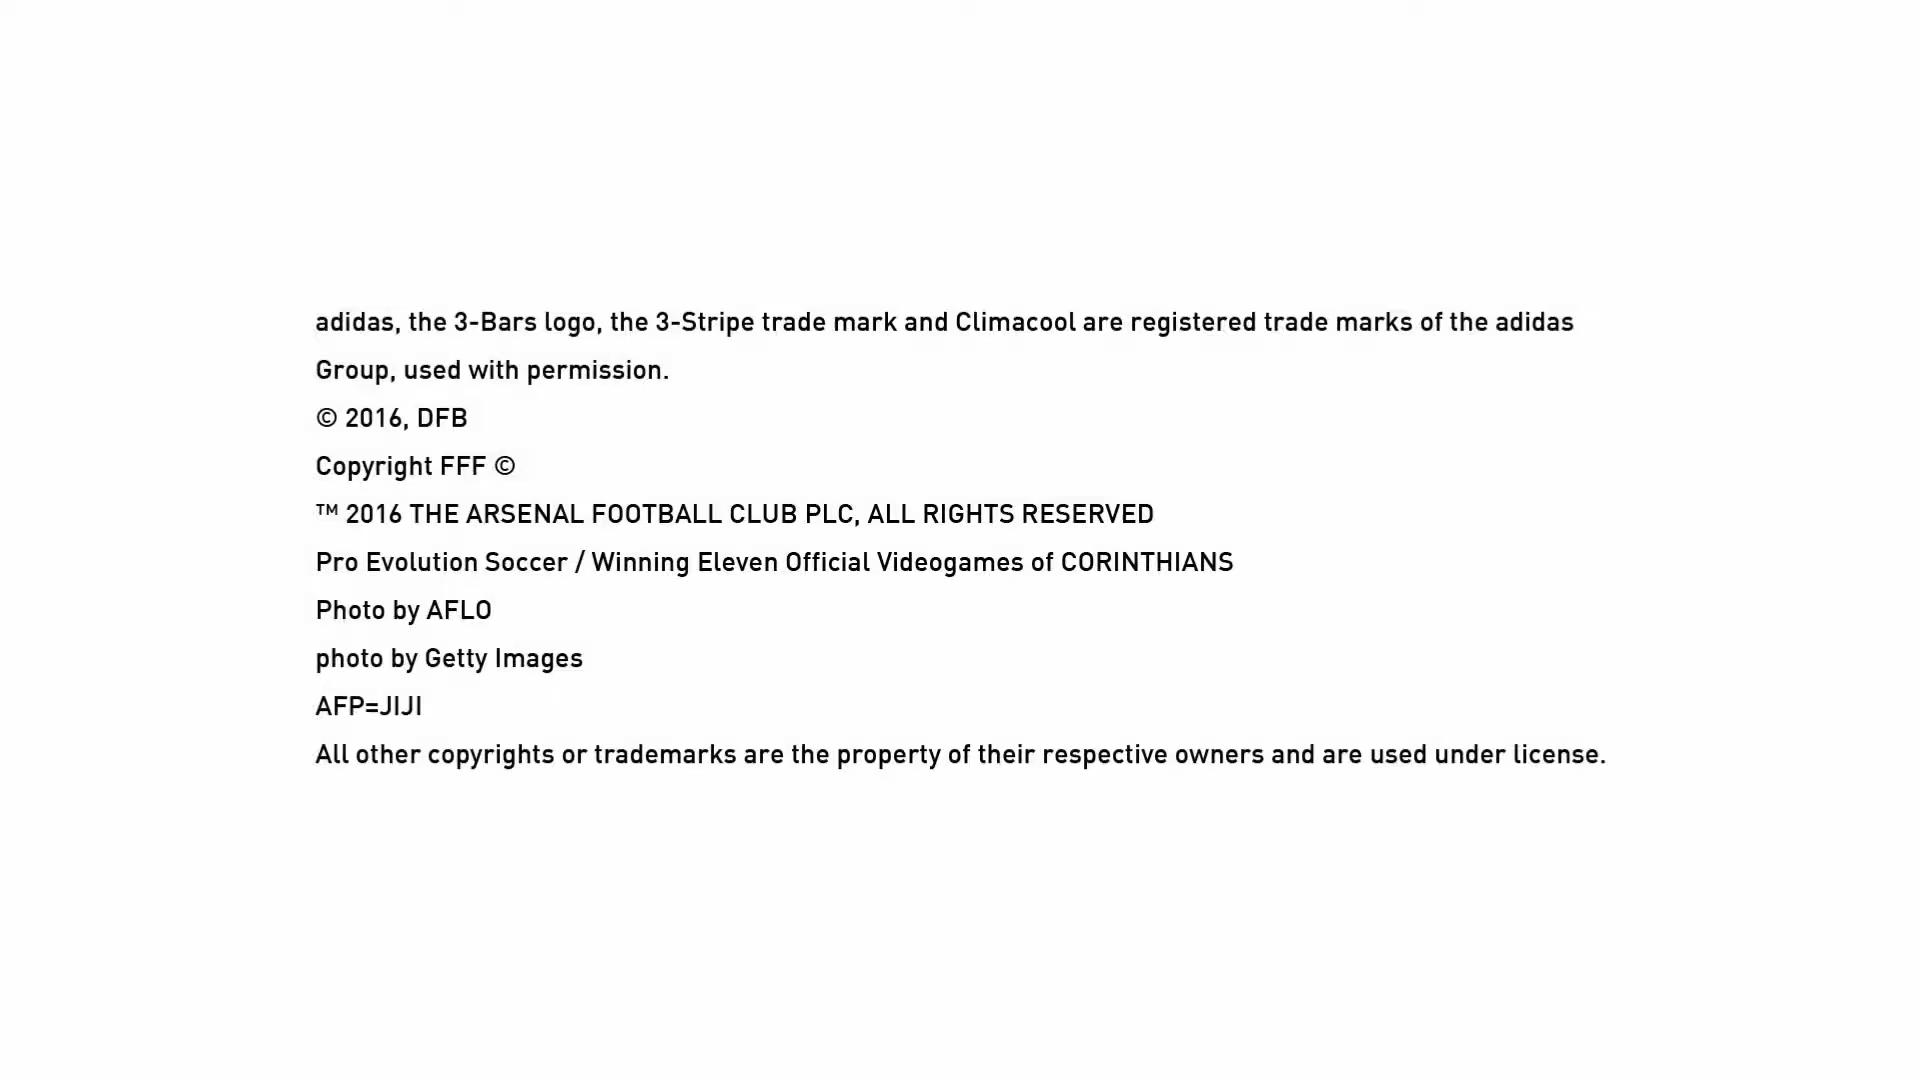 adidas, the 3-Bars logo, the 3-Stripe trade mark and Climacool are registered trade marks of the adidas
Group, used with permission.
© 2016, DFB
Copyright FFF ©
™ 2016 THE ARSENAL FOOTBALL CLUB PLC, ALL RIGHTS RESERVED
Pro Evolution Soccer / Winning Eleven Official Videogames of CORINTHIANS
Photo by AFLO
photo by Getty Images
AFP=JIJI
All other copyrights or trademarks are the property of their respective owners and are used under license.